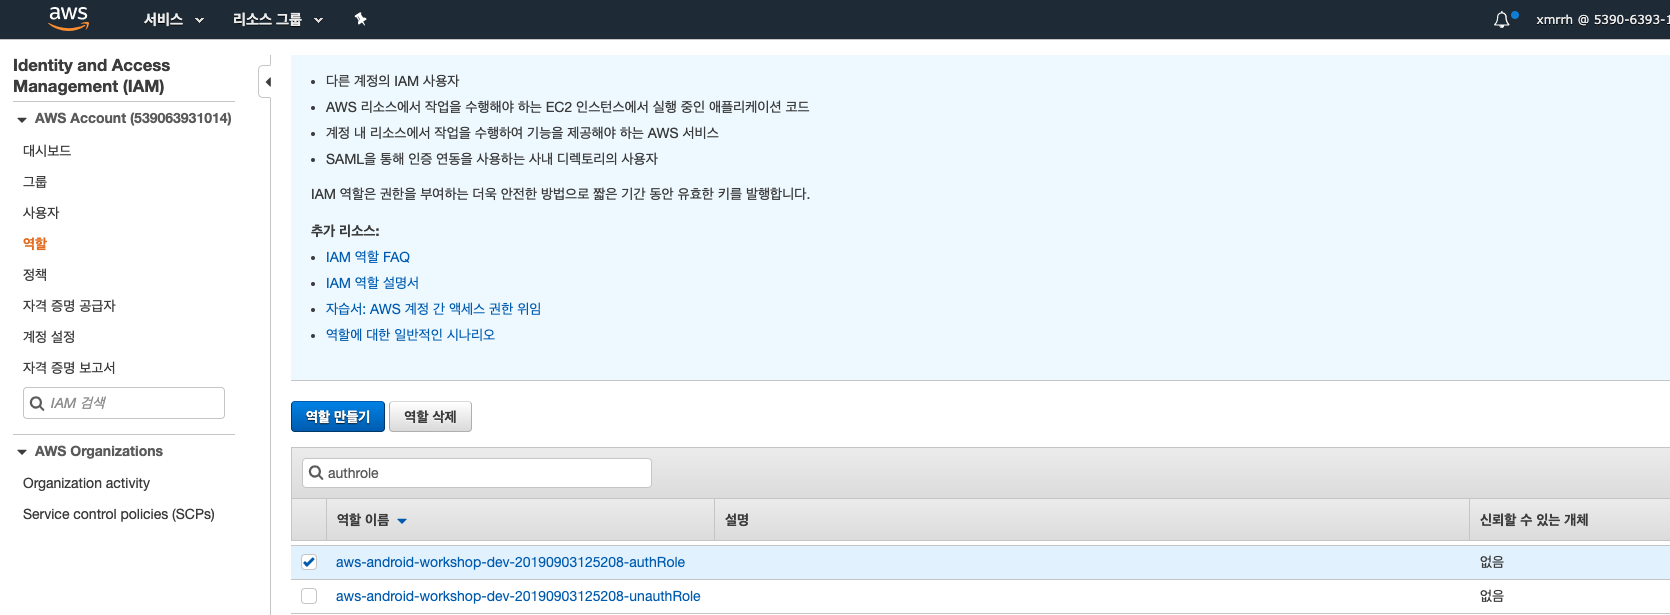 aws 서비스 리소스 그룹 xmrrh @ 5390-6393-1
Identity and Access
Management (IAM)
AWS Account (539063931014)
대시보드
그룹
사용자
역할
정책
자격 증명 공급자
계정 설정
자격 증명 보고서
IAM 검색
AWS Organizations
Organization activity
Service control policies (SCPs)
• 다른 계정의 IAM 사용자
• AWS 리소스에서 작업을 수행해야 하는 EC2 인스턴스에서 실행 중인 애플리케이션 코드
• 계정 내 리소스에서 작업을 수행하여 기능을 제공해야 하는 AWS 서비스
• SAML을 통해 인증 연동을 사용하는 사내 디렉토리의 사용자
IAM 역할은 권한을 부여하는 더욱 안전한 방법으로 짧은 기간 동안 유효한 키를 발행합니다.
추가 리소스:
• IAM 역할 FAQ
• IAM 역할 설명서
• 자습서: AWS 계정 간 액세스 권한 위임
• 역할에 대한 일반적인 시나리오
역할 만들기 역할 삭제
authrole
역할 이름 설명 신뢰할 수 있는 개체
aws-android-workshop-dev-20190903125208-authRole 없음
aws-android-workshop-dev-20190903125208-unauthRole 없음